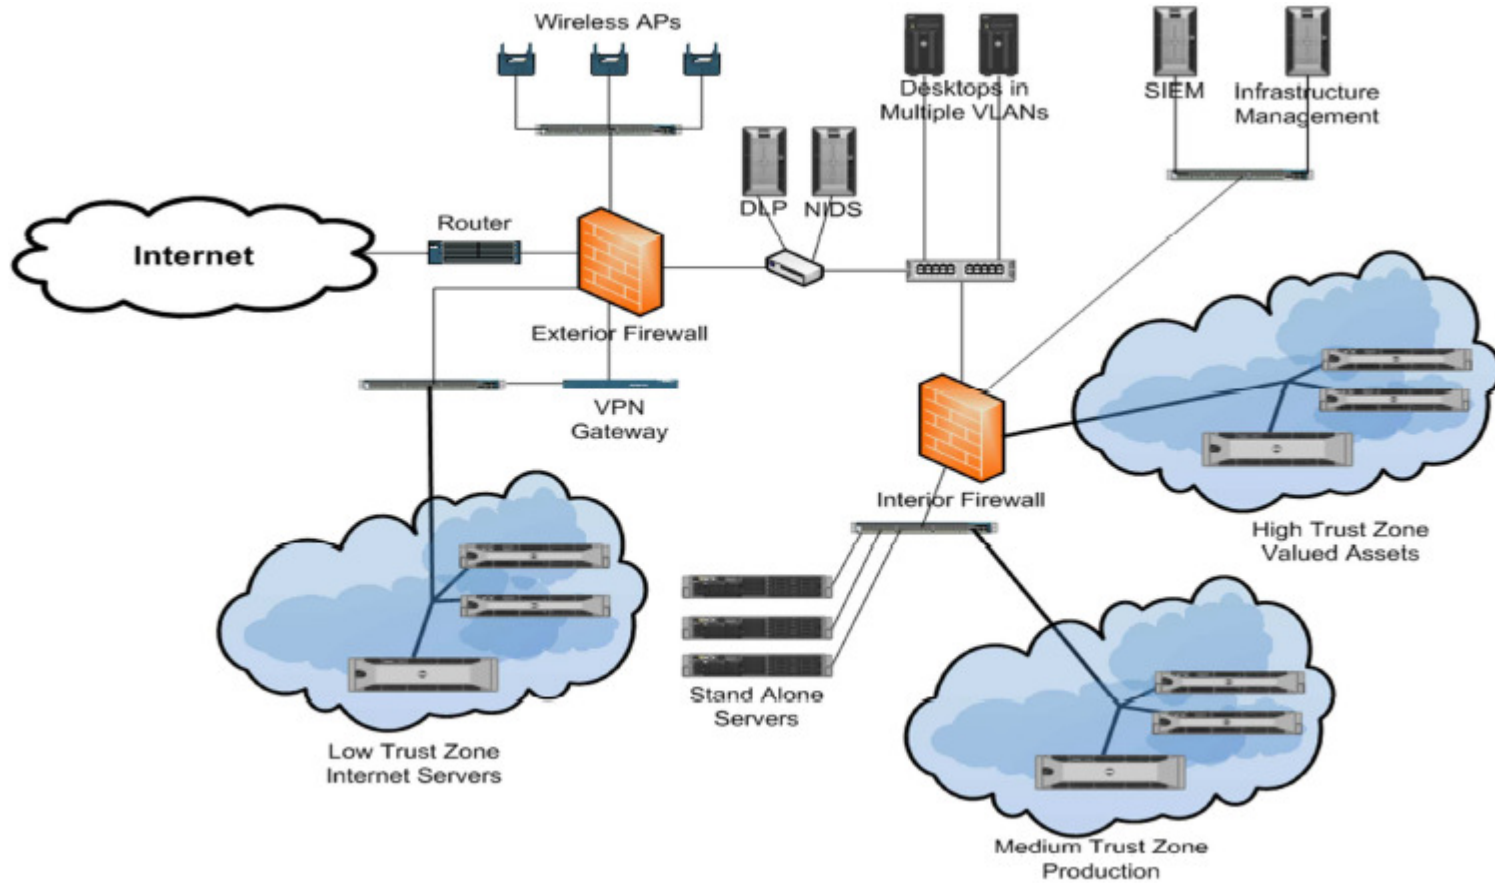 Wireless APs
Desktops in
Multiple VLANs
SIEM
Infrastructure
Management
DLP
NIDS
Router
Internet
Exterior Firewall
VPN
Gateway
Interior Firewall
High Trust Zone
Valued Assets
Stand Alone
Servers
Low Trust Zone
Internet Servers
Medium Trust Zone
Production